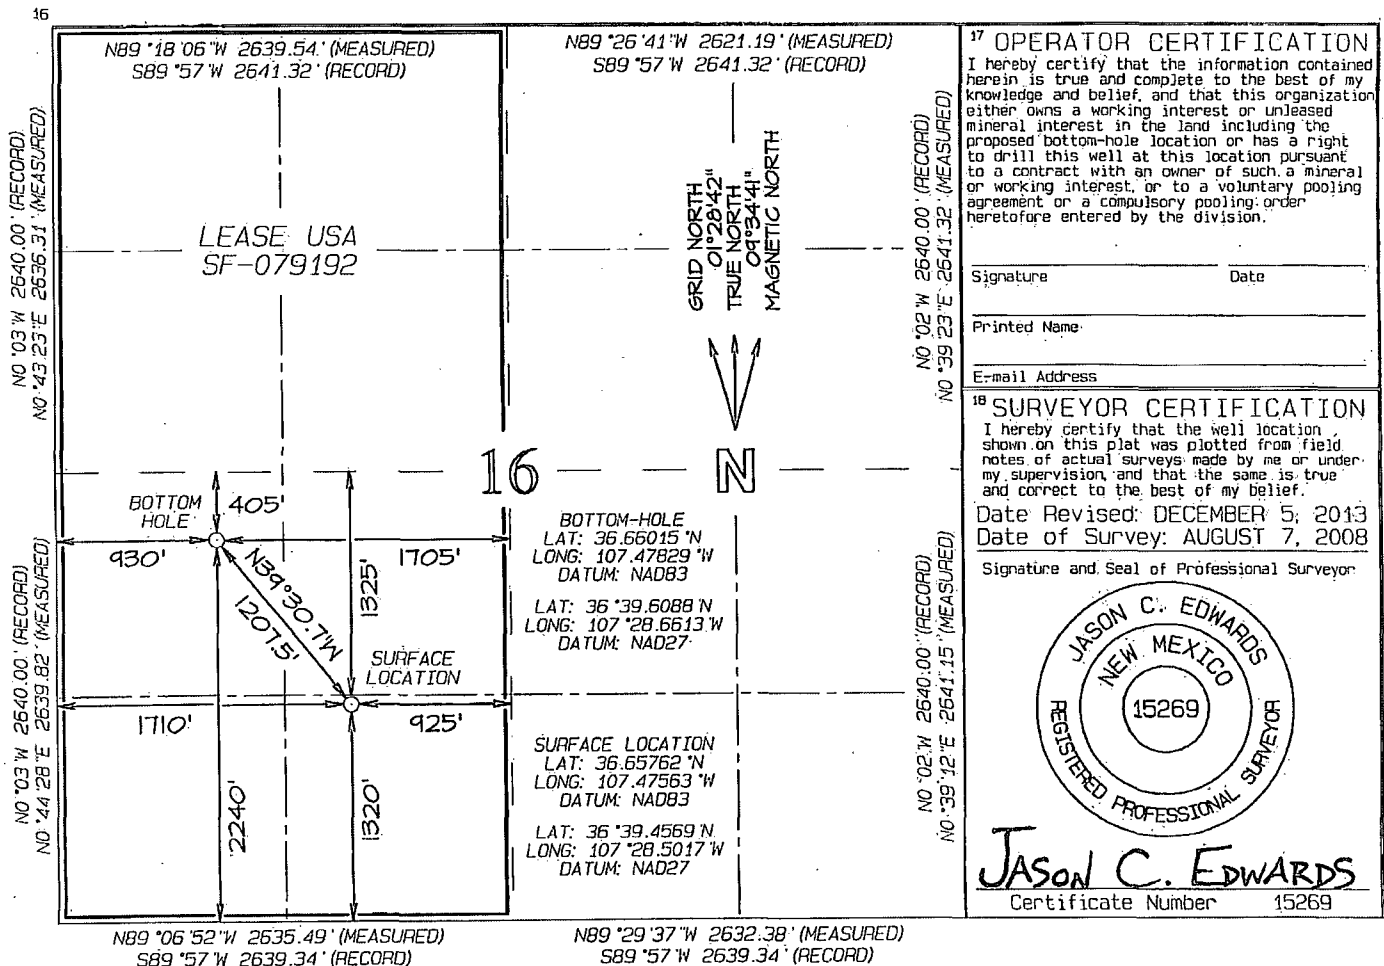 16
N89°18'06"W 2639.54' (MEASURED)
S89°57'W 2641.32' (RECORD)
N89°26'41"W 2621.19' (MEASURED)
S89°57'W 2641.32' (RECORD)
N0°03'W 2640.00' (RECORD)
N0°43'23"E 2636.31' (MEASURED)
LEASE USA
SF-079192
GRID NORTH
01°28'42"
TRUE NORTH
09°34'41"
MAGNETIC NORTH
N0°02'W 2640.00' (RECORD)
N0°39'23"E 2641.32' (MEASURED)
16
N
BOTTOM
HOLE
405'
930'
1705'
N39°30.7'W
1207.5'
1325'
SURFACE
LOCATION
1710'
925'
2240'
1320'
N0°03'W 2640.00' (RECORD)
N0°44'28"E 2639.82' (MEASURED)
BOTTOM-HOLE
LAT: 36.66015°N
LONG: 107.47829°W
DATUM: NAD83
LAT: 36°39.6088'N
LONG: 107°28.6613'W
DATUM: NAD27
SURFACE LOCATION
LAT: 36.65762°N
LONG: 107.47563°W
DATUM: NAD83
LAT: 36°39.4569'N
LONG: 107°28.5017'W
DATUM: NAD27
N0°02'W 2640.00' (RECORD)
N0°39'12"E 2641.15' (MEASURED)
N89°06'52"W 2635.49' (MEASURED)
S89°57'W 2639.34' (RECORD)
N89°29'37"W 2632.38' (MEASURED)
S89°57'W 2639.34' (RECORD)
17 OPERATOR CERTIFICATION
I hereby certify that the information contained
herein is true and complete to the best of my
knowledge and belief, and that this organization
either owns a working interest or unleased
mineral interest in the land including the
proposed bottom-hole location or has a right
to drill this well at this location pursuant
to a contract with an owner of such a mineral
or working interest, or to a voluntary pooling
agreement or a compulsory pooling order
heretofore entered by the division.
Signature Date
Printed Name
E-mail Address
18 SURVEYOR CERTIFICATION
I hereby certify that the well location
shown on this plat was plotted from field
notes of actual surveys made by me or under
my supervision, and that the same is true
and correct to the best of my belief.
Date Revised: DECEMBER 5, 2013
Date of Survey: AUGUST 7, 2008
Signature and Seal of Professional Surveyor
JASON C. EDWARDS
NEW MEXICO
15269
REGISTERED PROFESSIONAL SURVEYOR
JASON C. EDWARDS
Certificate Number 15269